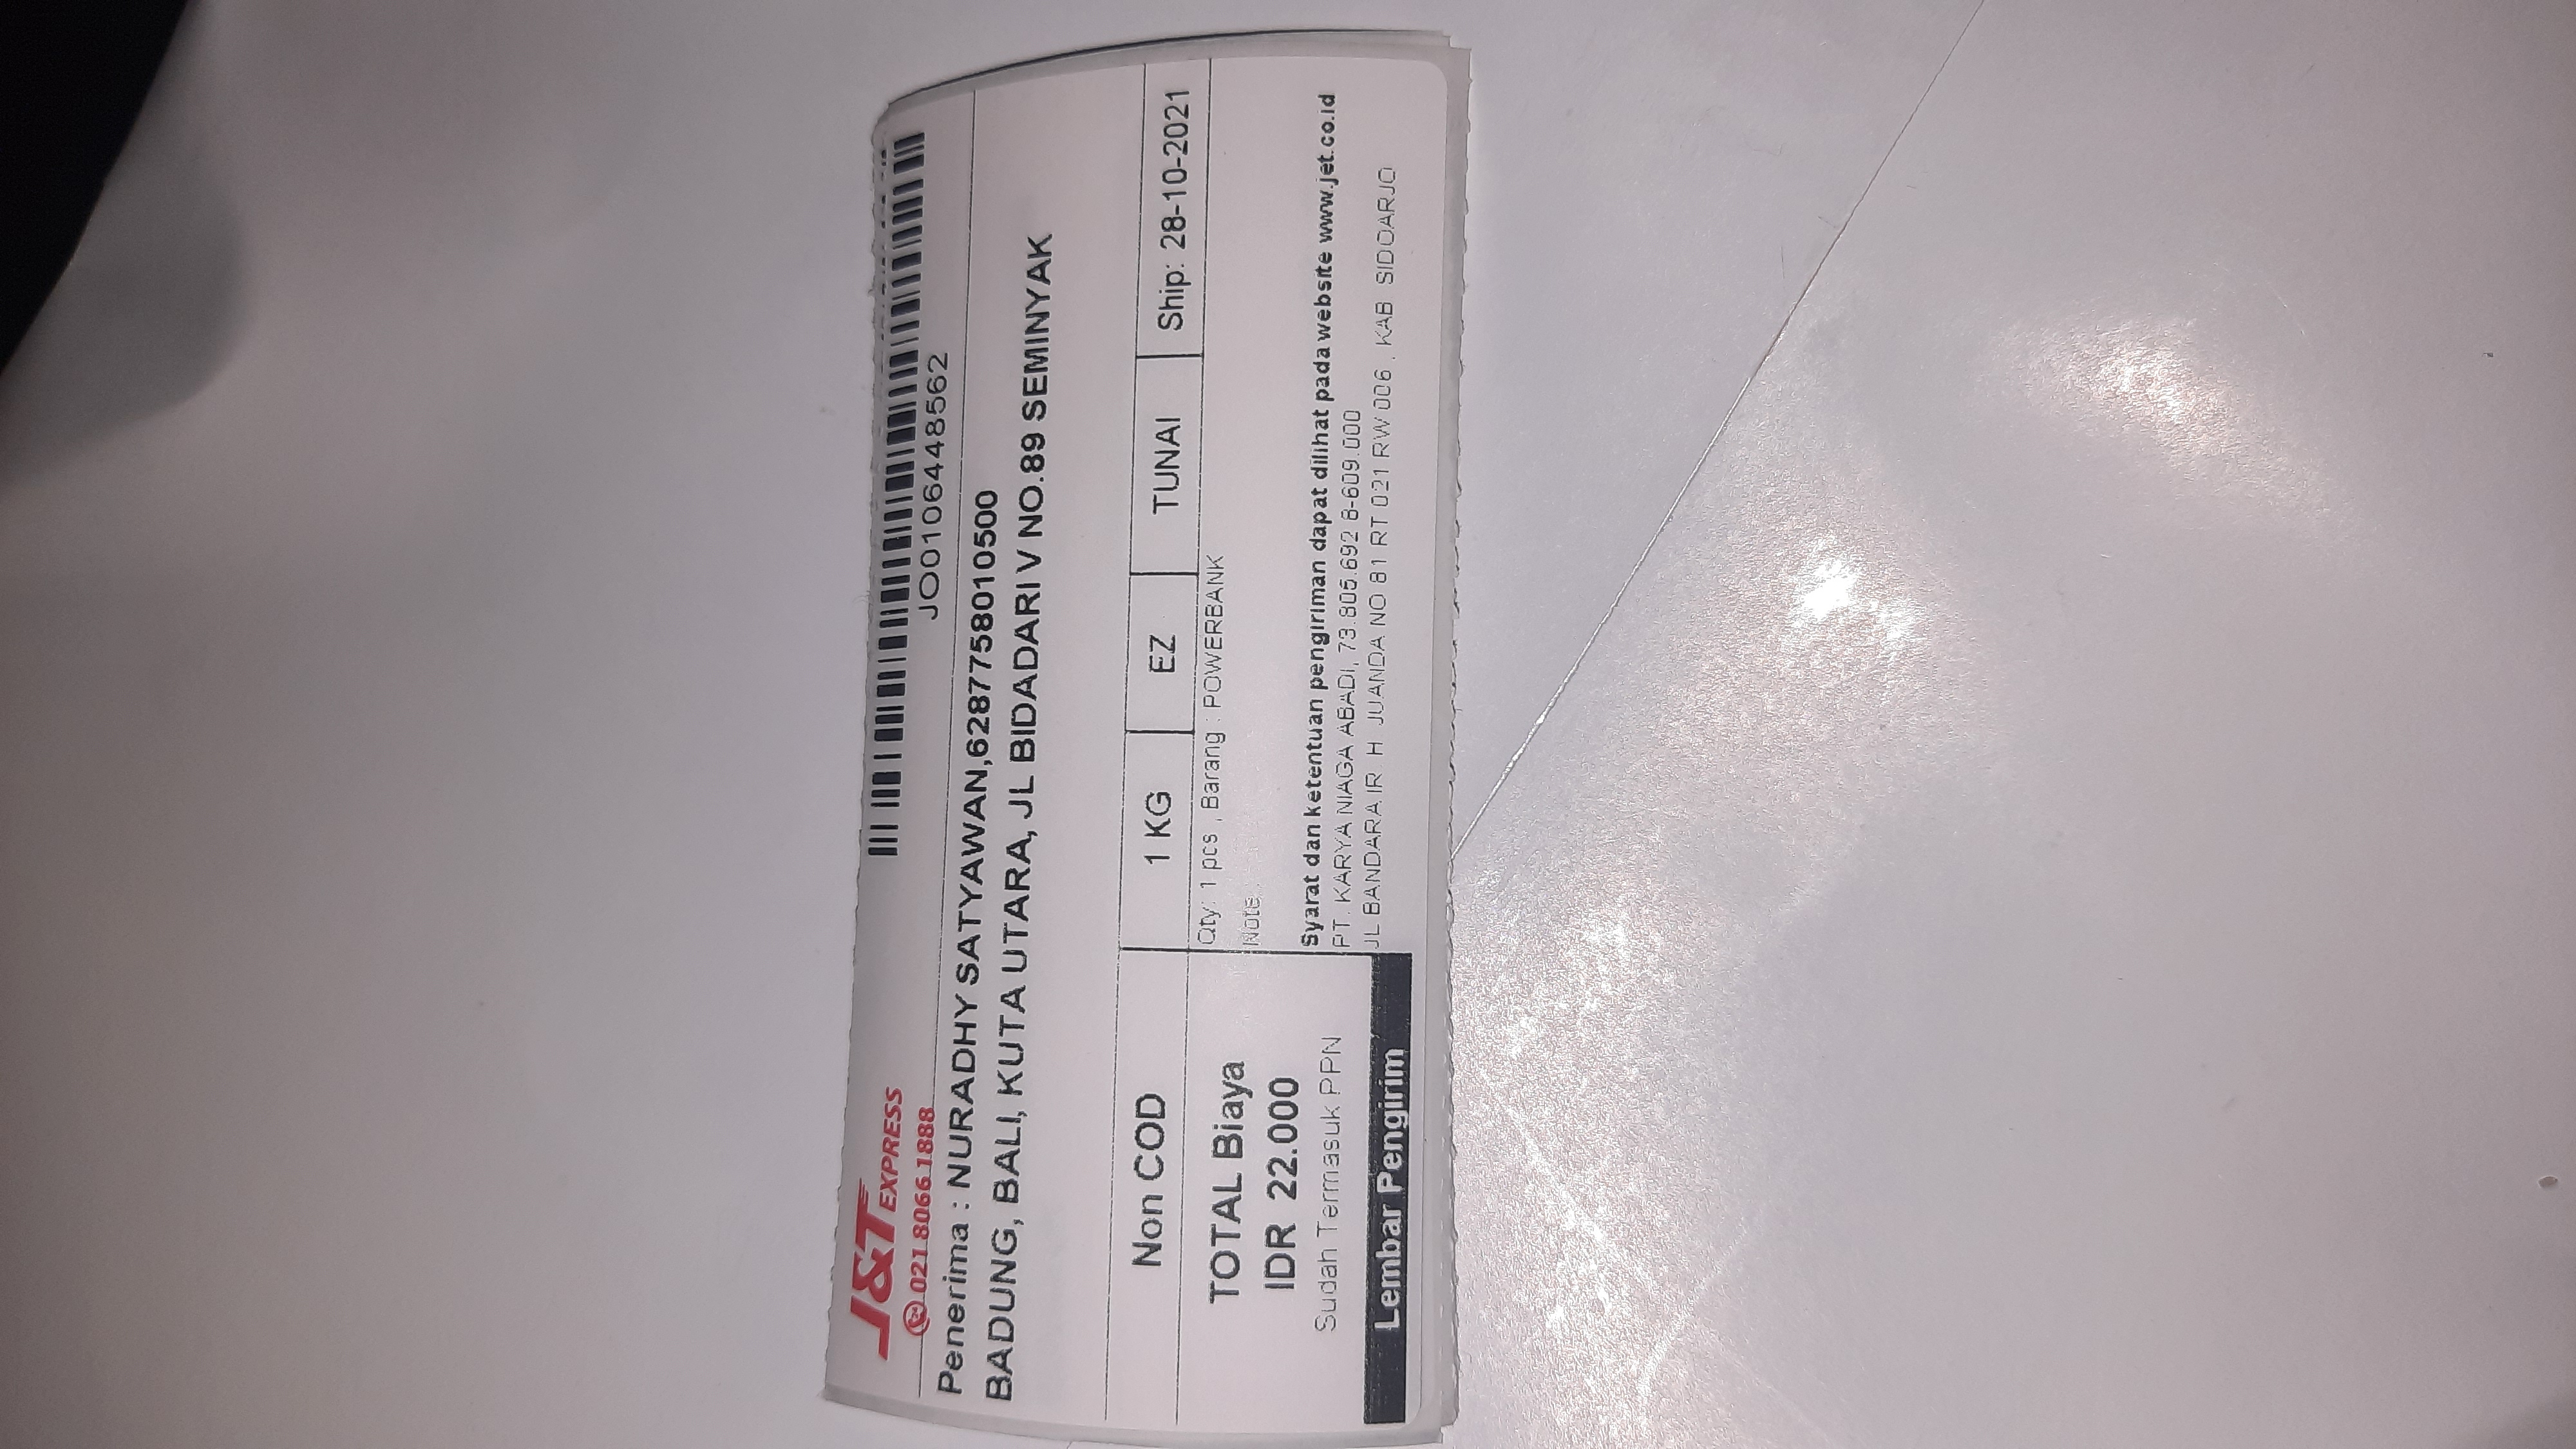 J&T EXPRESS
021 8066 1888
JO0106448562
Penerima : NURADHY SATYAWAN,6287758010500
BADUNG, BALI, KUTA UTARA, JL BIDADARI V NO.89 SEMINYAK
Non COD
1 KG
EZ
TUNAI
Ship: 28-10-2021
TOTAL Biaya
IDR 22.000
Sudah Termasuk PPN
Lembar Pengirim
Qty: 1 pcs , Barang : POWERBANK
Note :
Syarat dan ketentuan pengiriman dapat dilihat pada website www.jet.co.id
PT. KARYA NIAGA ABADI, 73.805.692 8-609.000
JL BANDARA IR. H. JUANDA NO 81 RT 021 RW 006 , KAB. SIDOARJO